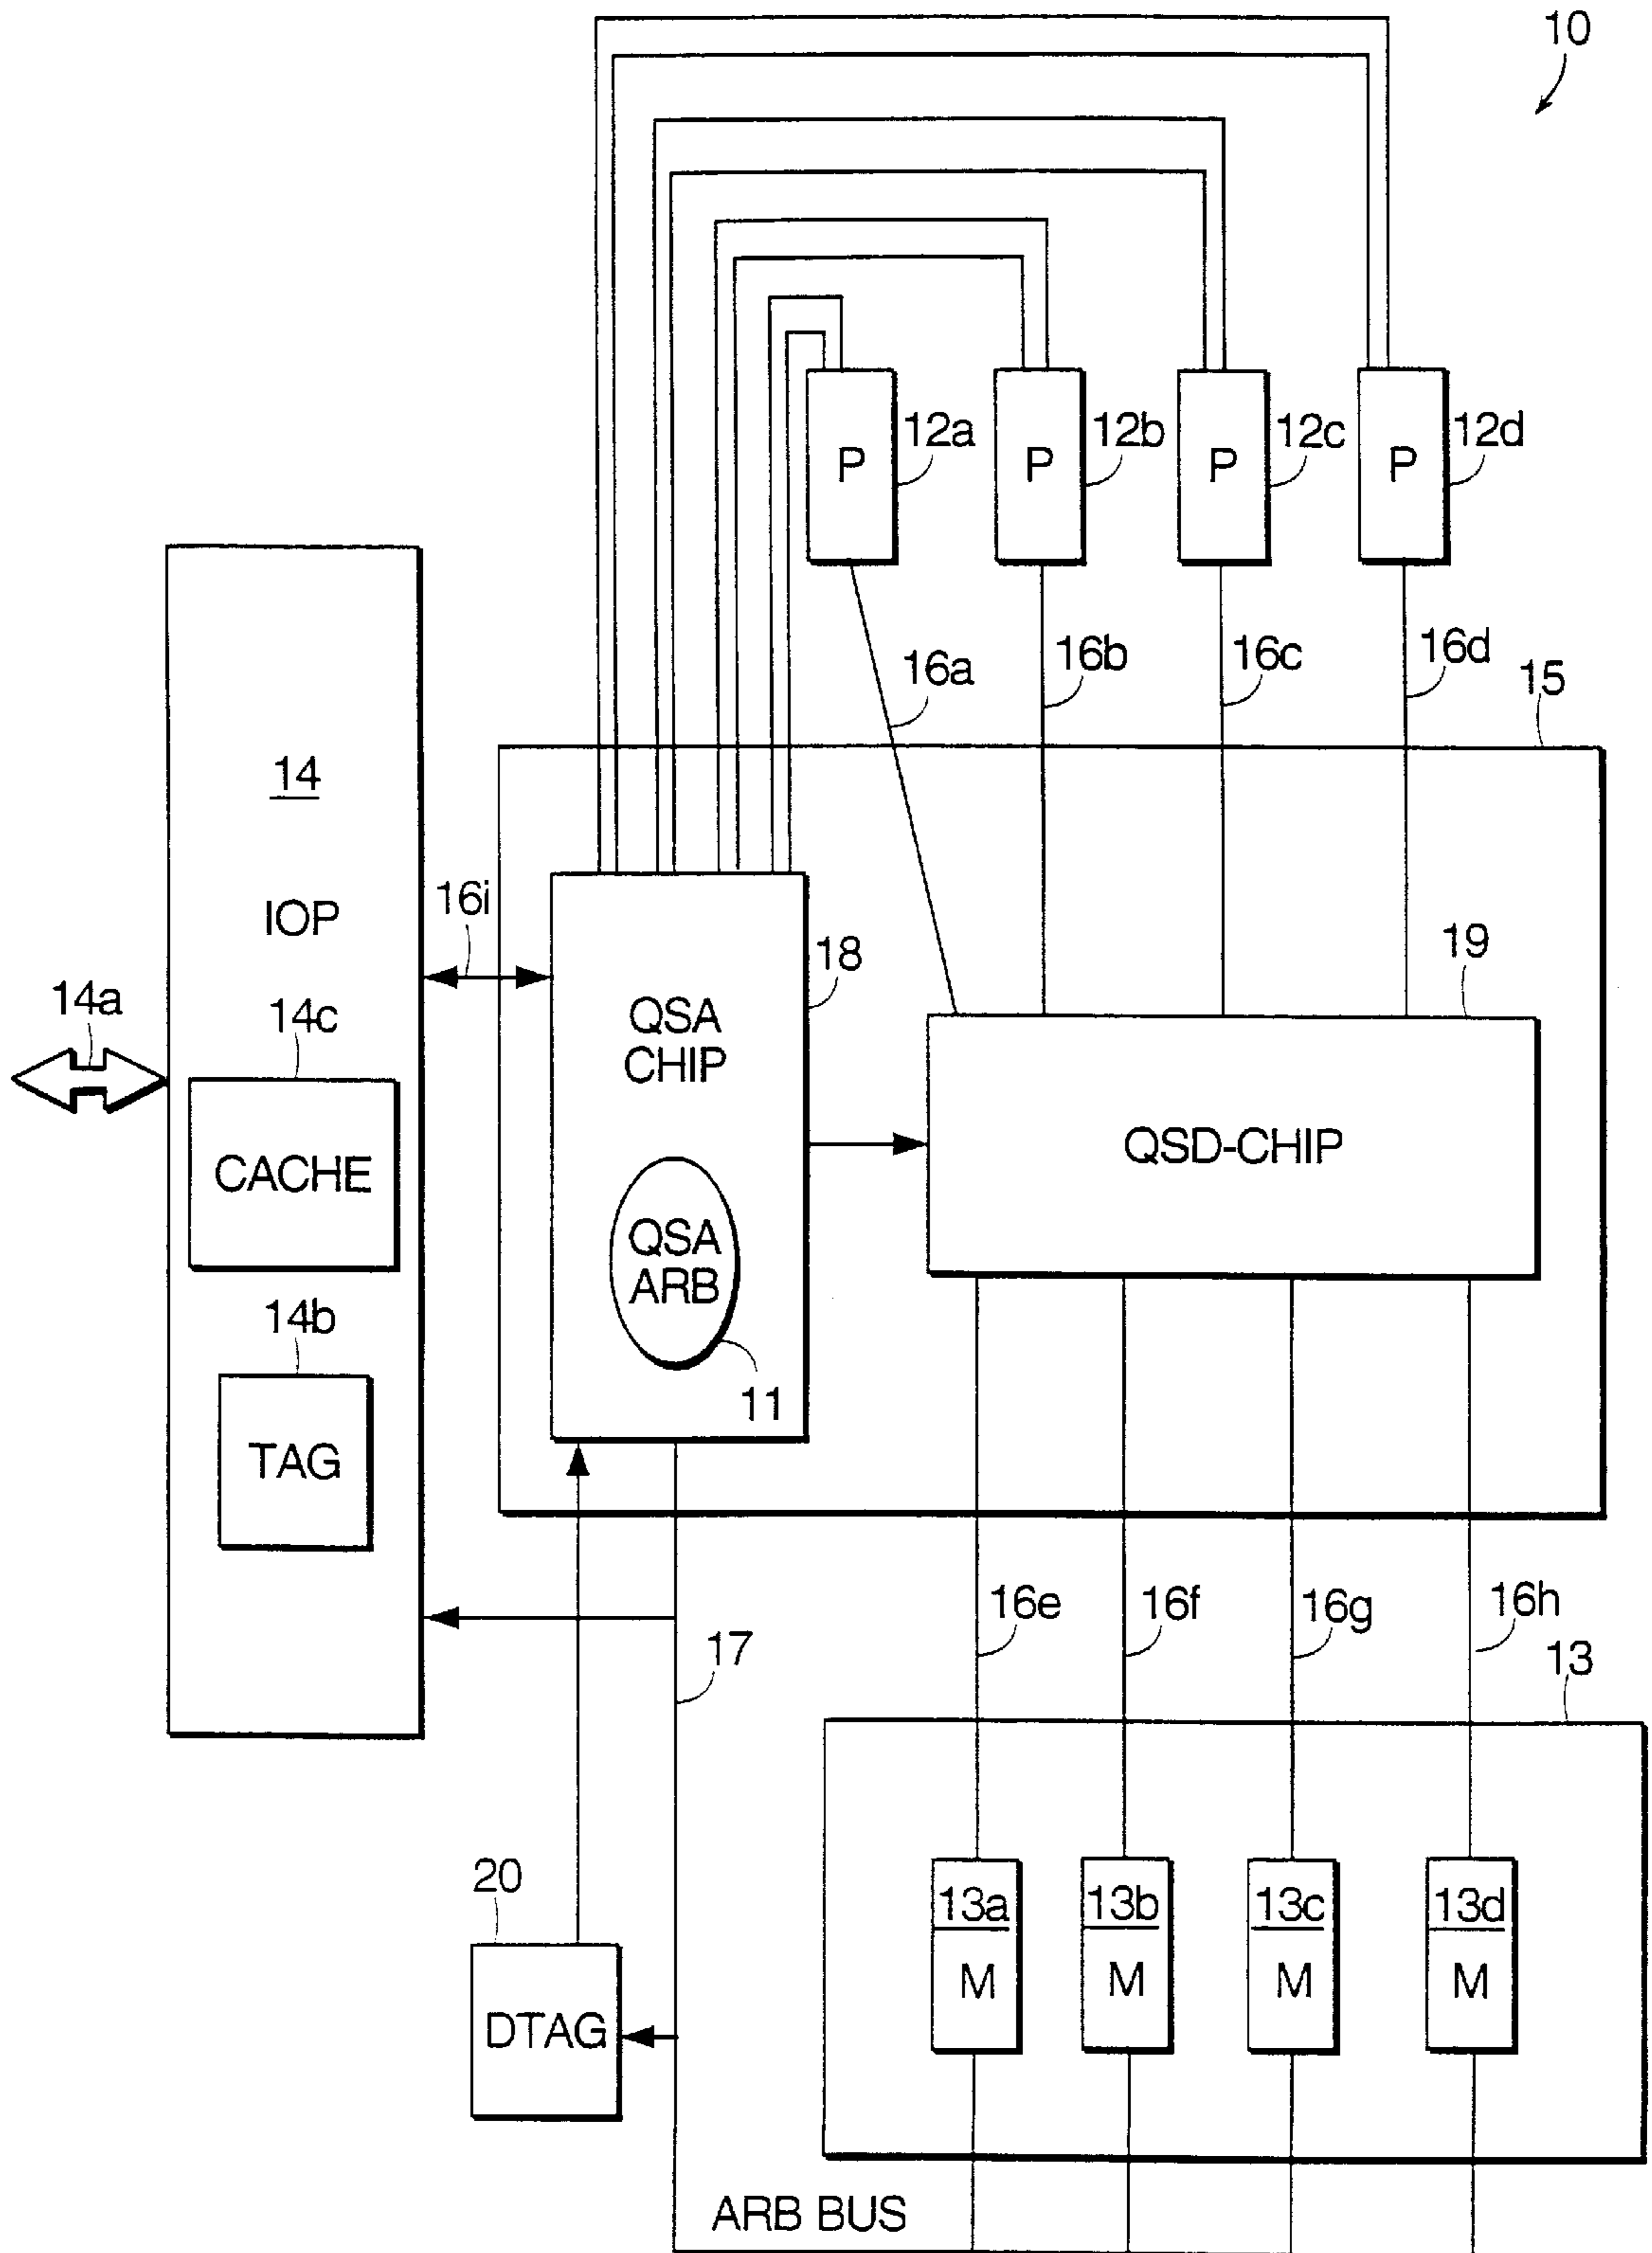 10
12a
12b
12c
12d
P
P
P
P
16a
16b
16c
16d
15
14
IOP
16i
18
19
14a
14c
QSA
CHIP
QSD-CHIP
CACHE
QSA
ARB
14b
11
TAG
16e
16f
16g
16h
17
13
20
13a
13b
13c
13d
M
M
M
M
DTAG
ARB BUS